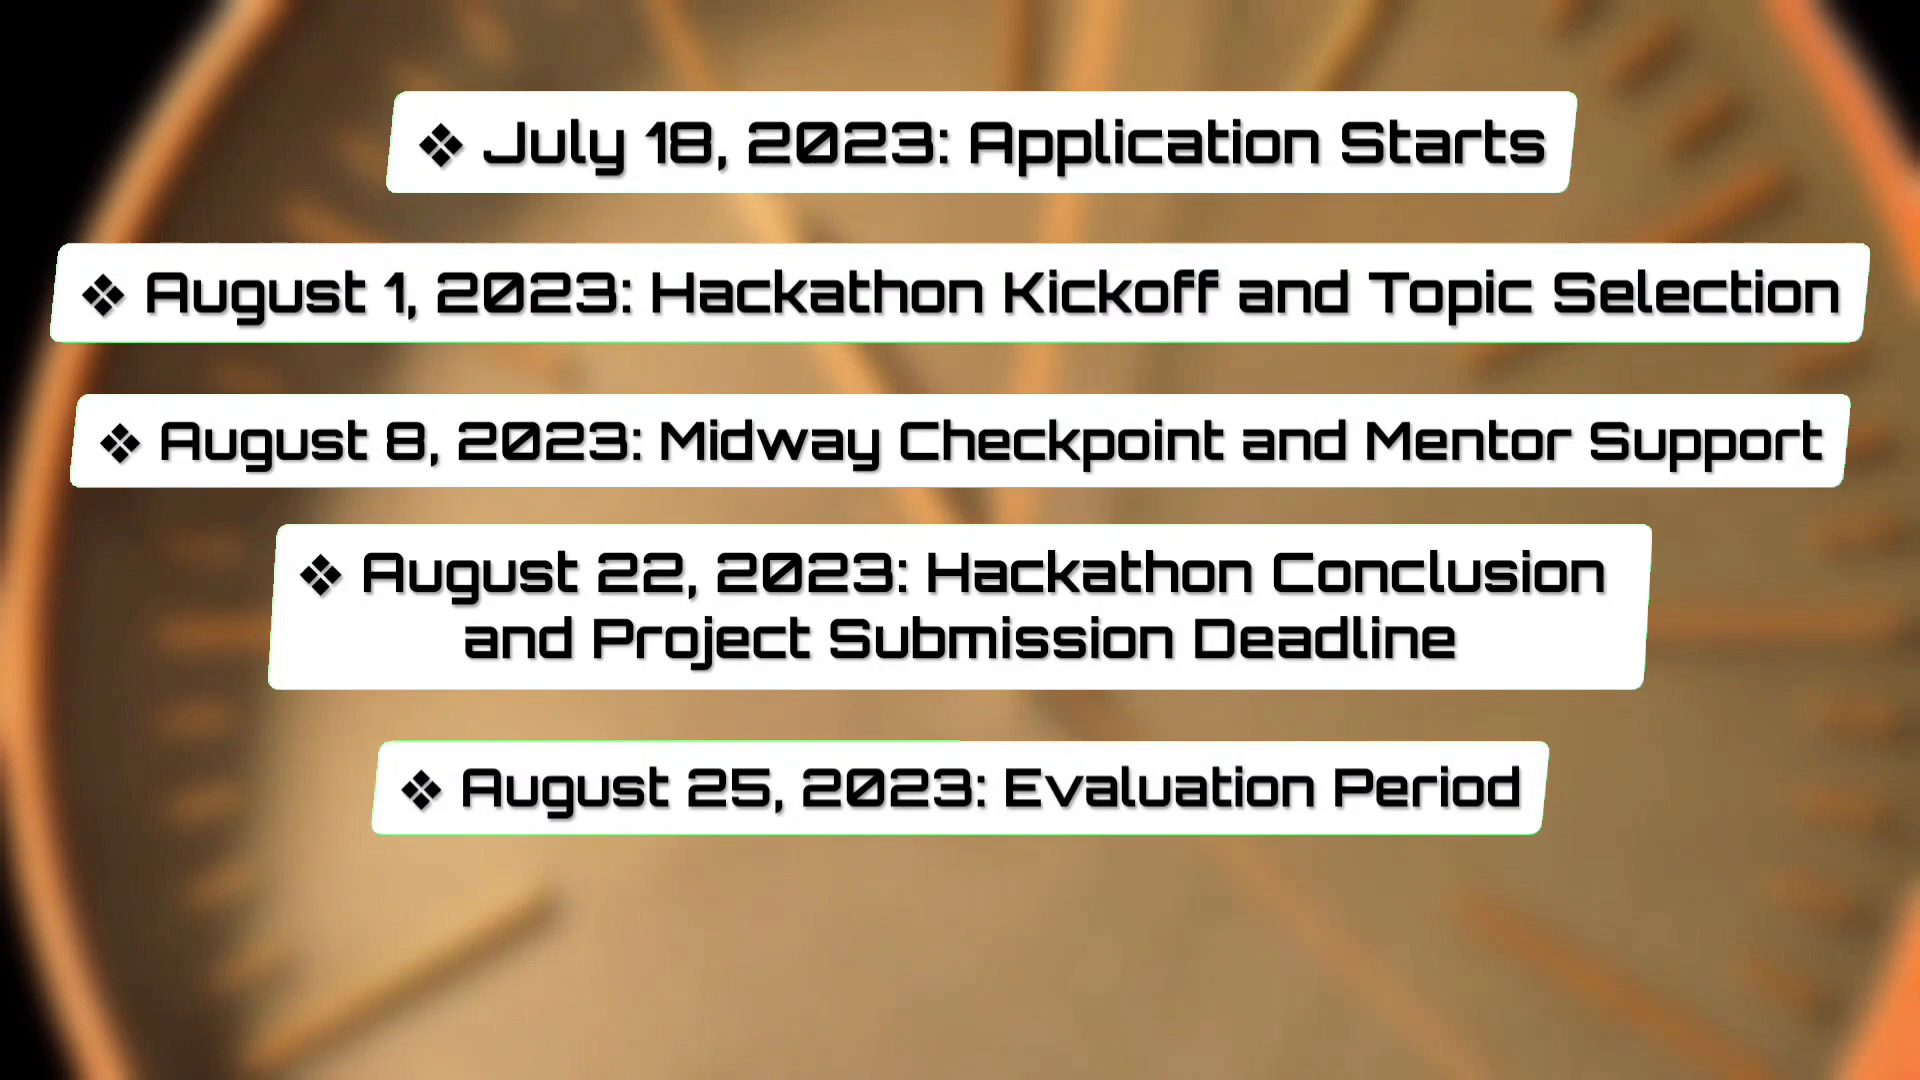 ❖ July 18, 2023: Application Starts
❖ August 1, 2023: Hackathon Kickoff and Topic Selection
❖ August 8, 2023: Midway Checkpoint and Mentor Support
❖ August 22, 2023: Hackathon Conclusion
and Project Submission Deadline
❖ August 25, 2023: Evaluation Period